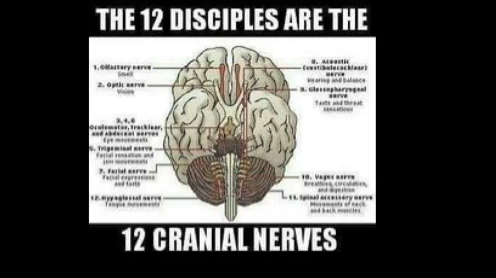 THE 12 DISCIPLES ARE THE
1. Olfactory nerve
Smell
2. Optic nerve
Vision
3,4,6
Oculomotor, trochlear,
and abducent nerves
Eye movements
5. Trigeminal nerve
Facial sensation and
jaw movements
7. Facial nerve
Facial expressions
and taste
12. Hypoglossal nerve
Tongue movements
8. Acoustic
(vestibulocochlear)
nerve
Hearing and balance
9. Glossopharyngeal
nerve
Taste and throat
sensations
10. Vagus nerve
Breathing, circulation,
and digestion
11. Spinal accessory nerve
Movements of neck
and back muscles
12 CRANIAL NERVES